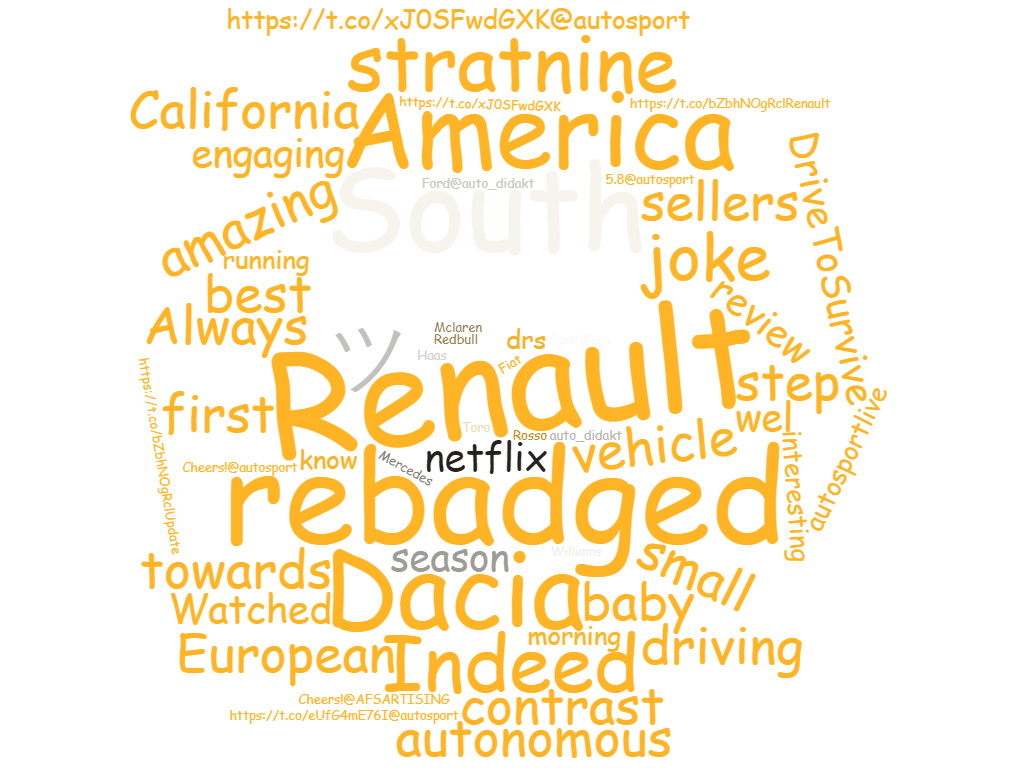 https://t.co/xJ0SFwdGXK@autosport
stratnine
California
https://t.co/xJ0SFwdGXK
https://t.co/bZbhNOgRclRenault
America
engaging
DriveToSurvive
Ford@auto_didakt
5.8@autosport
South
sellers
amazing
running
joke
best
review
Always
ツ
Mclaren
Redbull
drs
Haas
Fiat
Renault
https://t.co/bZbhNOgRclUpdate
first
step
wel
autosportlive
Toro
Rosso
auto_didakt
vehicle
netflix
know
Cheers!@autosport
Mercedes
interesting
rebadged
season
Williams
towards
small
Dacia
Watched
baby
morning
European
Indeed
driving
Cheers!@AFSARTISING
contrast
https://t.co/eUfG4mE76I@autosport
autonomous